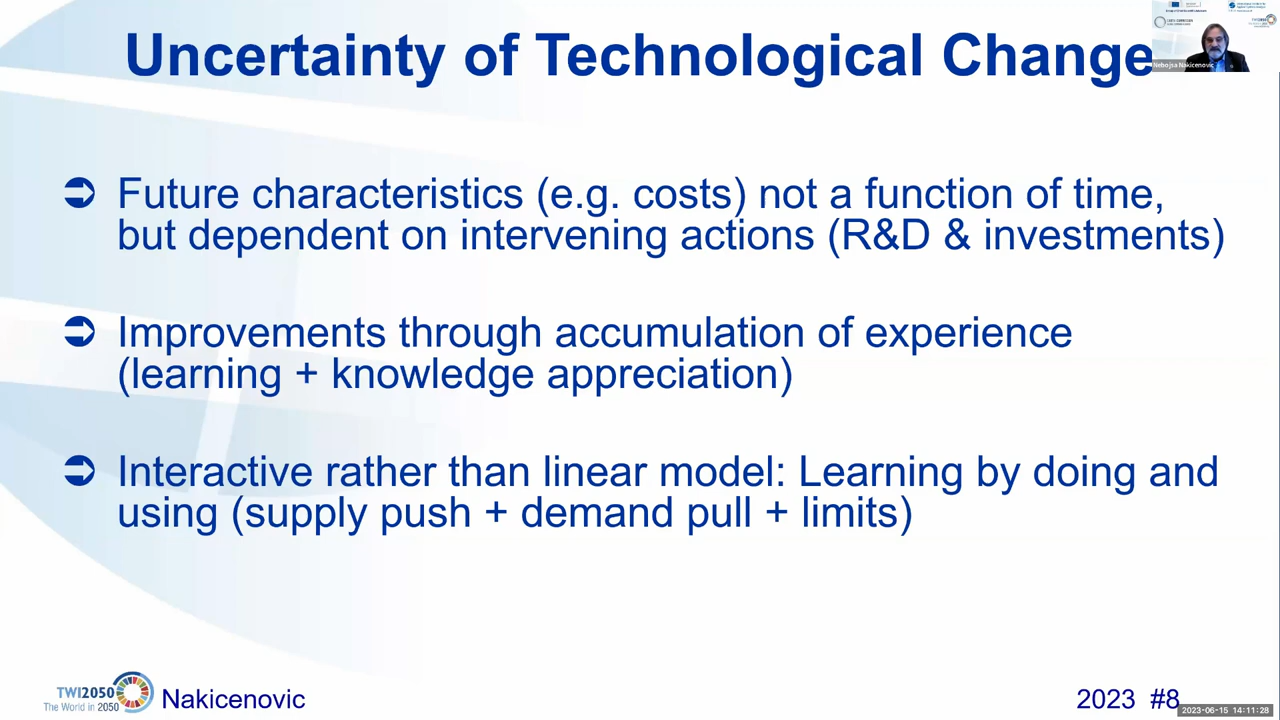 Uncertainty of Technological Change
Nebojsa Nakicenovic
➲ Future characteristics (e.g. costs) not a function of time,
but dependent on intervening actions (R&D & investments)
➲ Improvements through accumulation of experience
(learning + knowledge appreciation)
➲ Interactive rather than linear model: Learning by doing and
using (supply push + demand pull + limits)
TWI2050
The World in 2050
Nakicenovic
2023 #8
2023-06-15 14:11:28